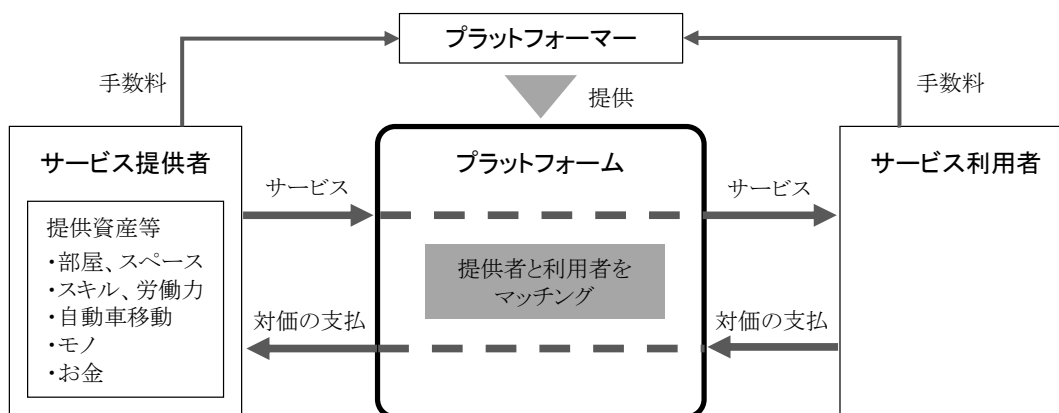 プラットフォーマー
手数料
提供
手数料
サービス提供者
プラットフォーム
サービス利用者
サービス
サービス
提供資産等
・部屋、スペース
・スキル、労働力
・自動車移動
・モノ
・お金
提供者と利用者を
マッチング
対価の支払
対価の支払